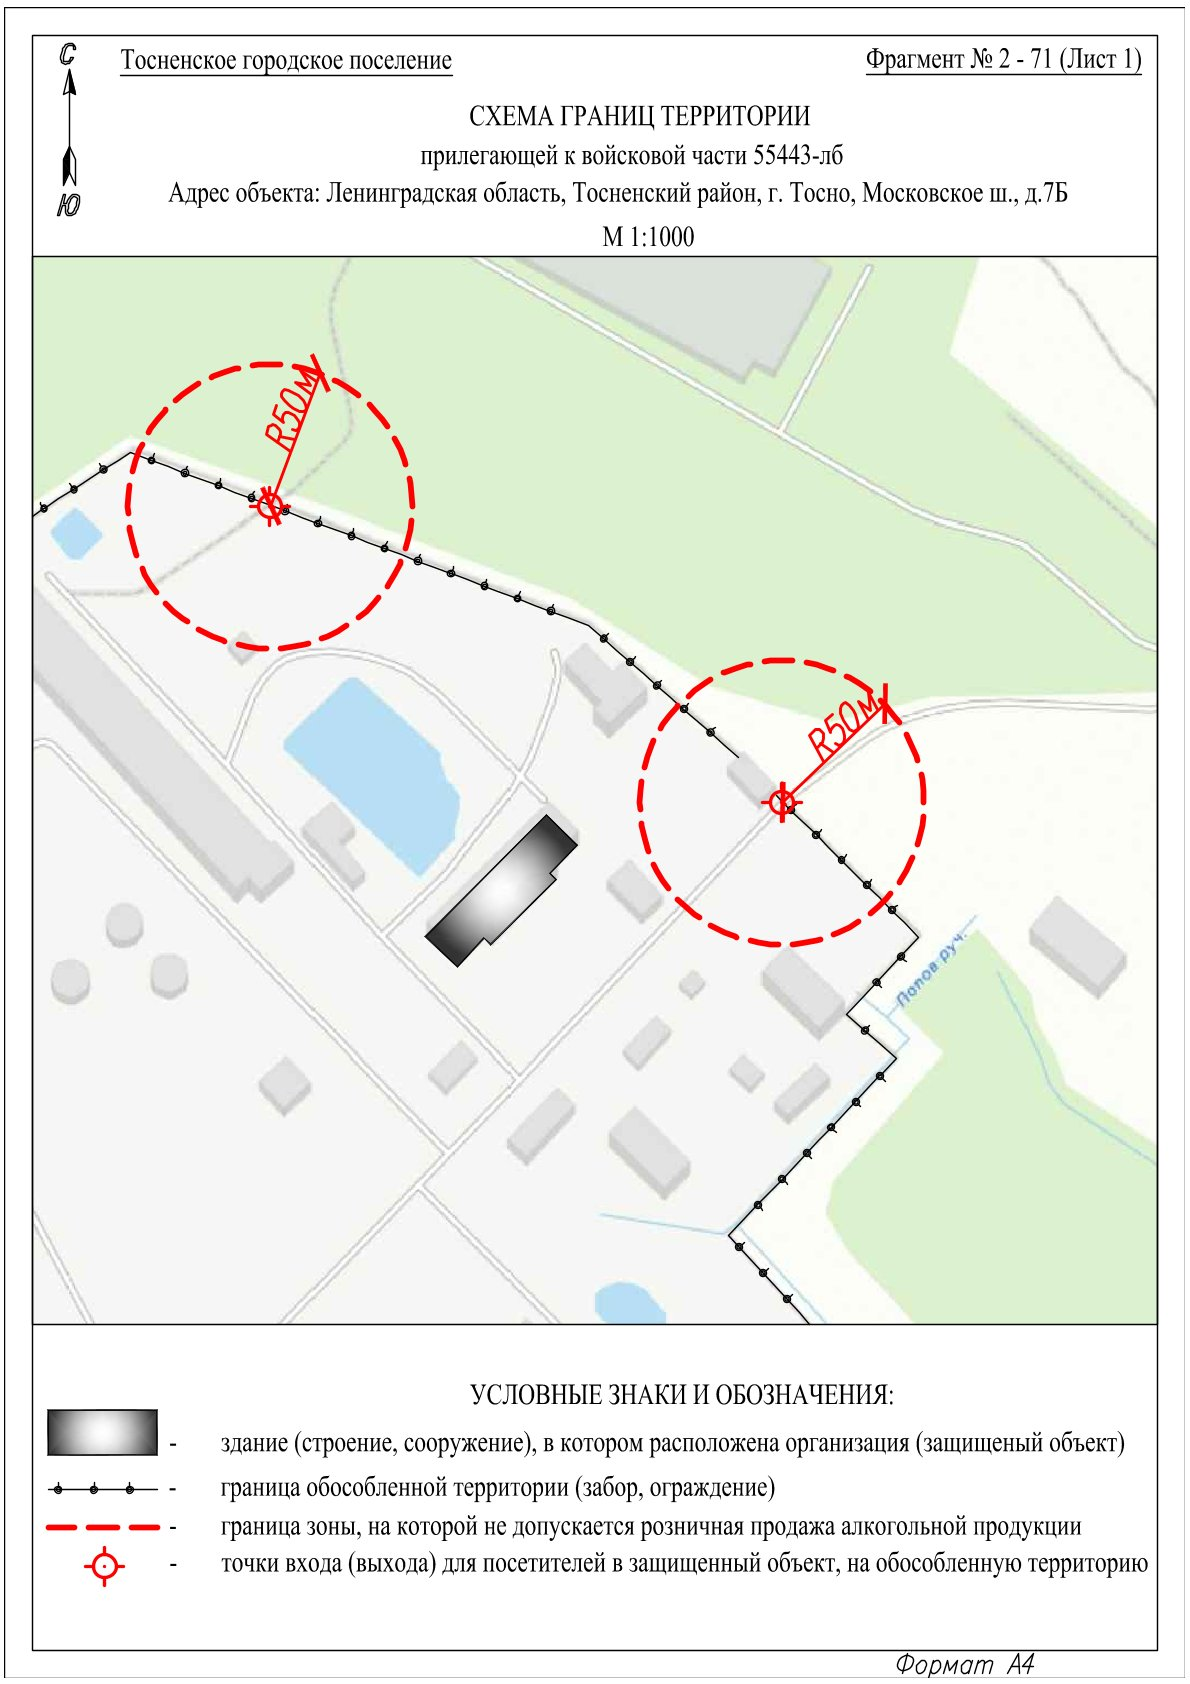 С
Ю
Тосненское городское поселение
Фрагмент № 2 - 71 (Лист 1)
СХЕМА ГРАНИЦ ТЕРРИТОРИИ
прилегающей к войсковой части 55443-лб
Адрес объекта: Ленинградская область, Тосненский район, г. Тосно, Московское ш., д.7Б
М 1:1000
R50м
R50м
Попов руч.
УСЛОВНЫЕ ЗНАКИ И ОБОЗНАЧЕНИЯ:
- здание (строение, сооружение), в котором расположена организация (защищеный объект)
- граница обособленной территории (забор, ограждение)
- граница зоны, на которой не допускается розничная продажа алкогольной продукции
- точки входа (выхода) для посетителей в защищенный объект, на обособленную территорию
Формат А4